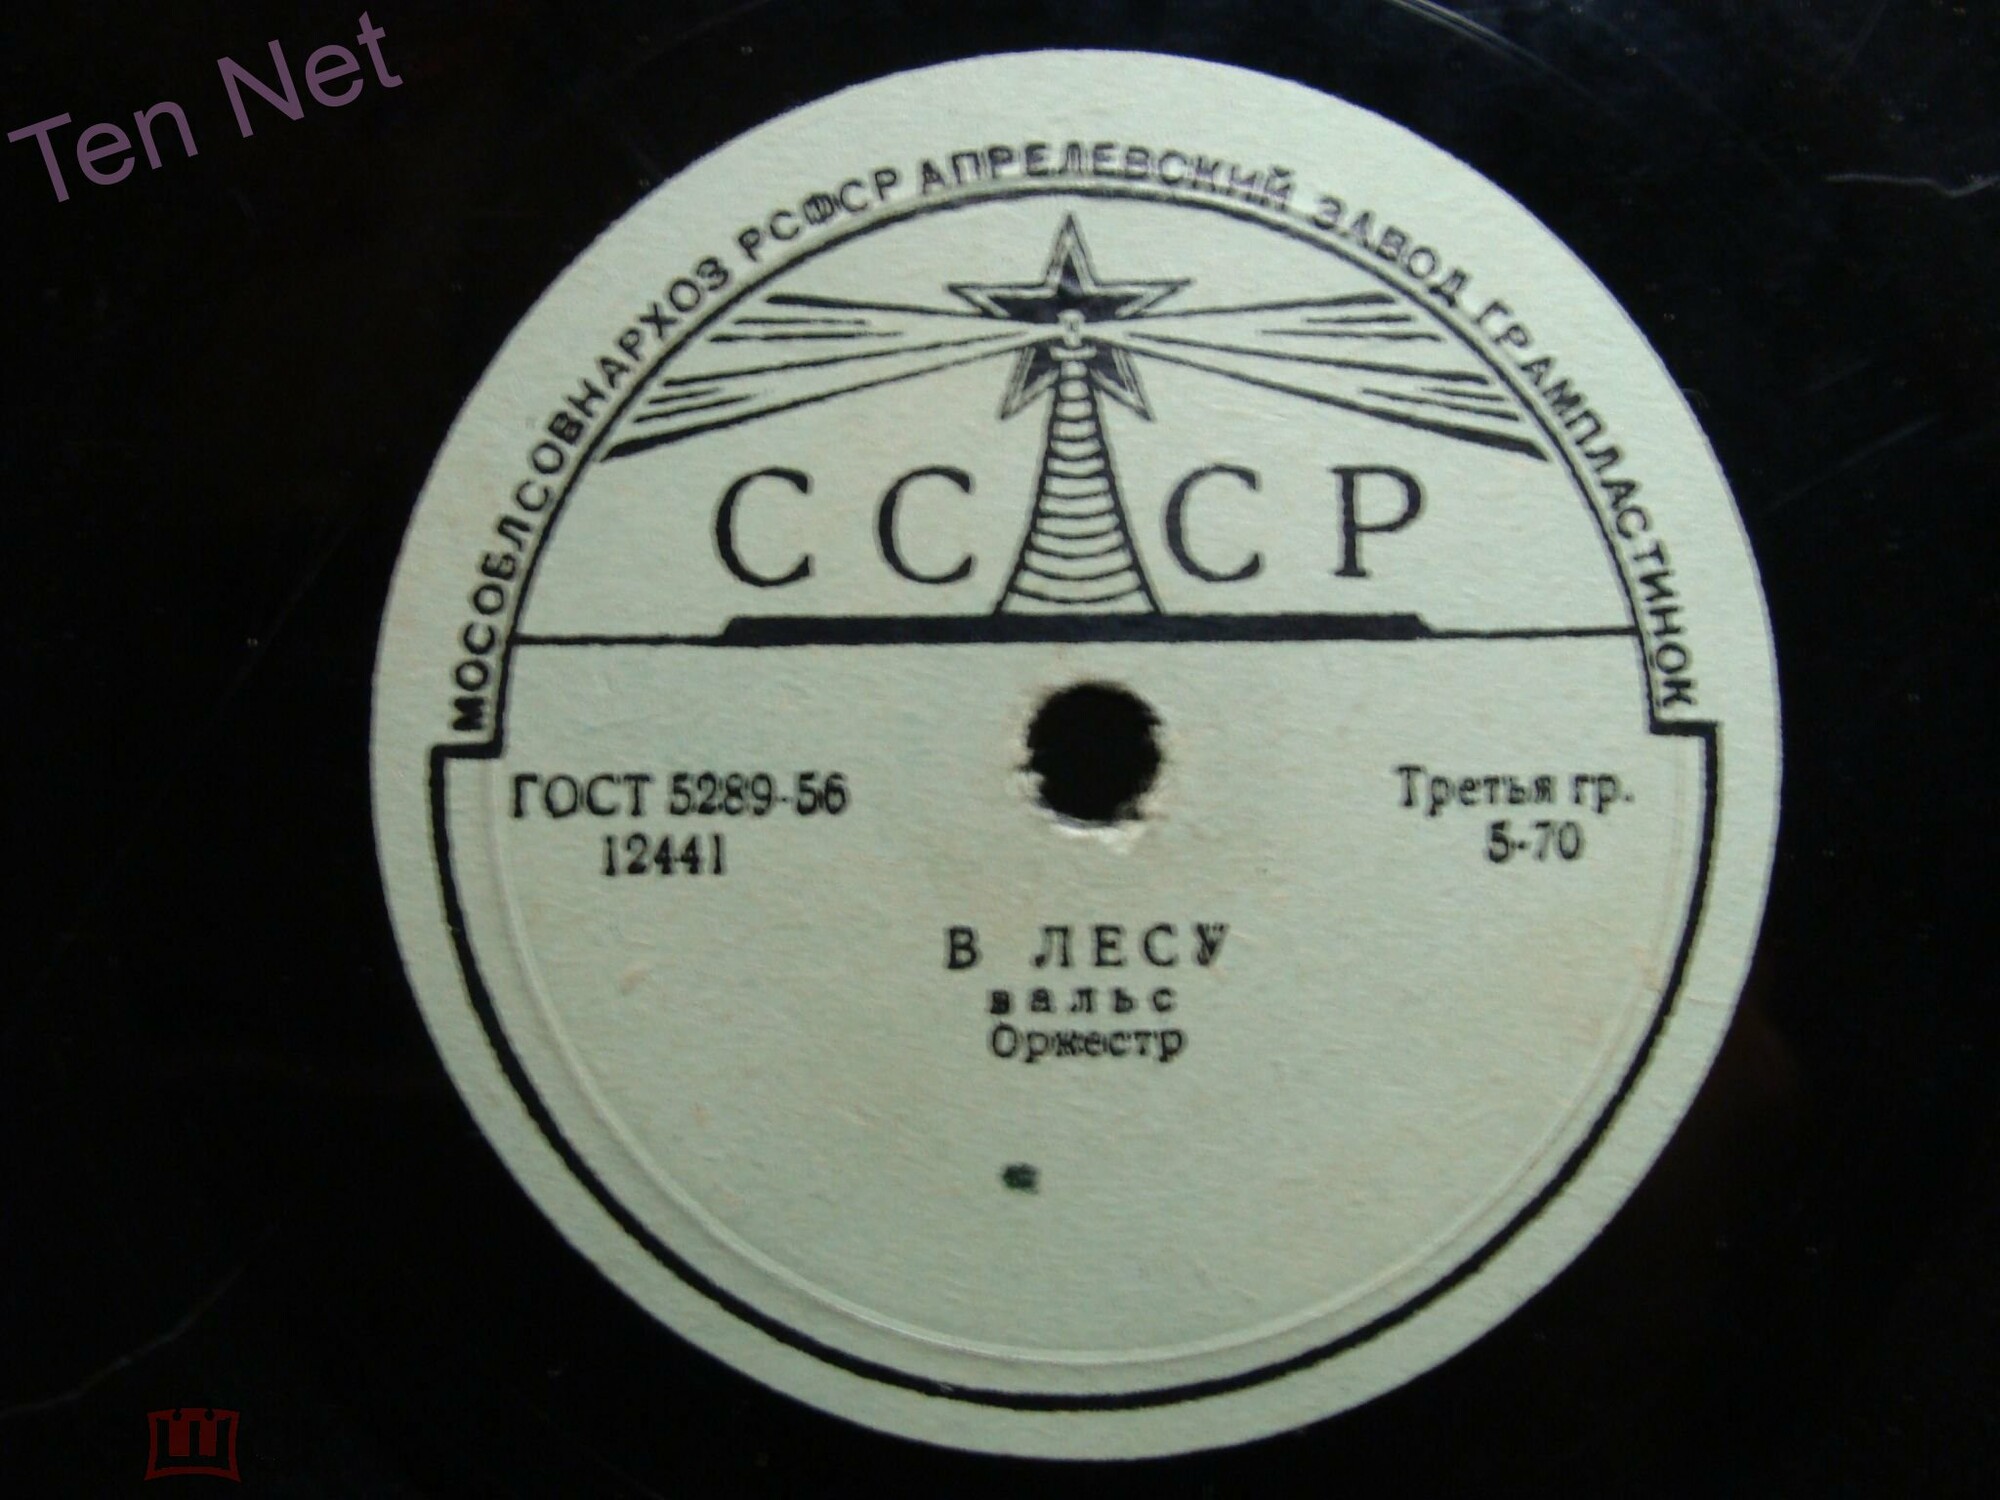 Ten Net
МОСОБЛСОВНАРХОЗ РСФСР АПРЕЛЕВСКИЙ ЗАВОД ГРАМПЛАСТИНОК
СССР
ГОСТ 5289-56
12441
Третья гр.
5-70
В ЛЕСУ
вальс
Оркестр